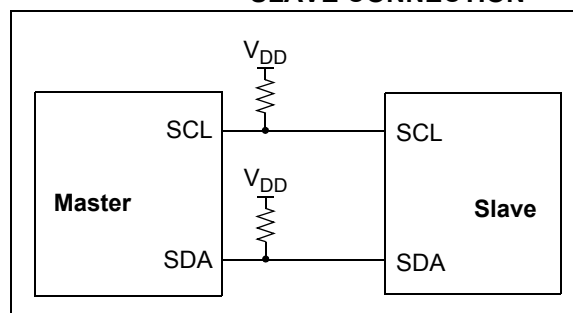 SLAVE CONNECTION
VDD
SCL SCL
VDD
Master Slave
SDA SDA